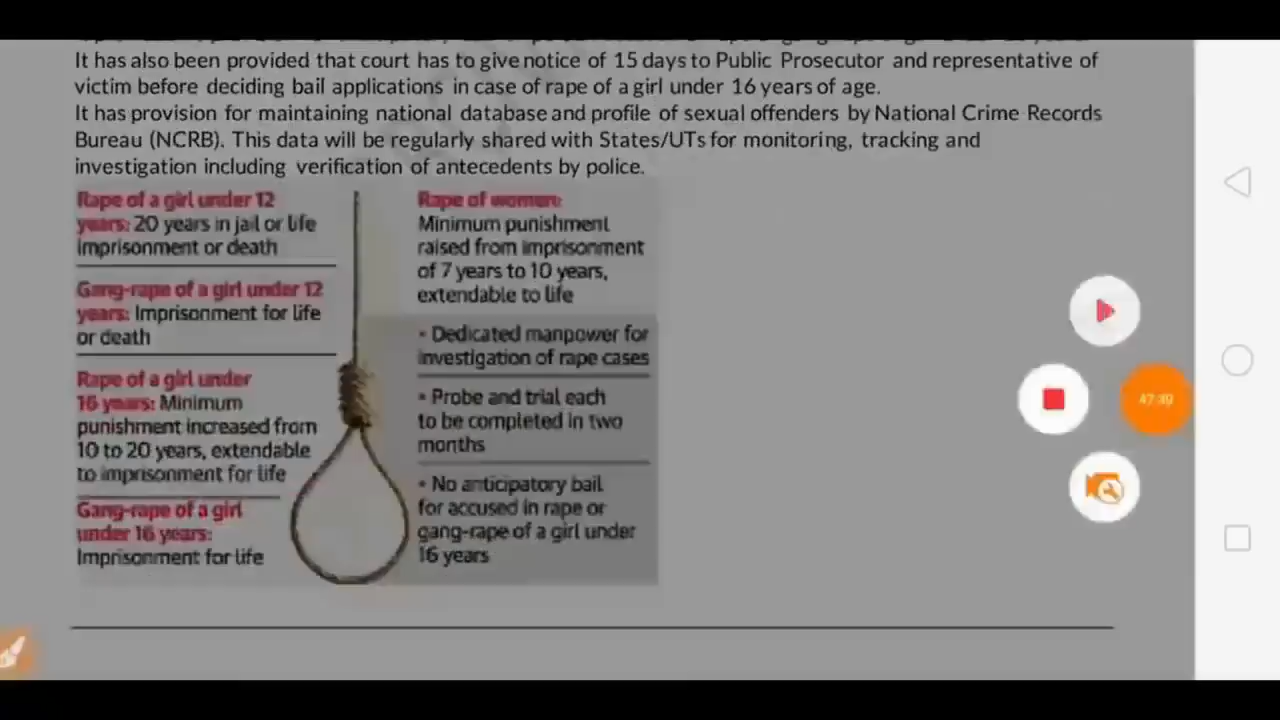 It has also been provided that court has to give notice of 15 days to Public Prosecutor and representative of
victim before deciding bail applications in case of rape of a girl under 16 years of age.
It has provision for maintaining national database and profile of sexual offenders by National Crime Records
Bureau (NCRB). This data will be regularly shared with States/UTs for monitoring, tracking and
investigation including verification of antecedents by police.
Rape of a girl under 12
years: 20 years in jail or life
imprisonment or death
Gang-rape of a girl under 12
years: Imprisonment for life
or death
Rape of a girl under
16 years: Minimum
punishment increased from
10 to 20 years, extendable
to imprisonment for life
Gang-rape of a girl
under 16 years:
Imprisonment for life
Rape of women:
Minimum punishment
raised from imprisonment
of 7 years to 10 years,
extendable to life
• Dedicated manpower for
investigation of rape cases
• Probe and trial each
to be completed in two
months
• No anticipatory bail
for accused in rape or
gang-rape of a girl under
16 years
47:39